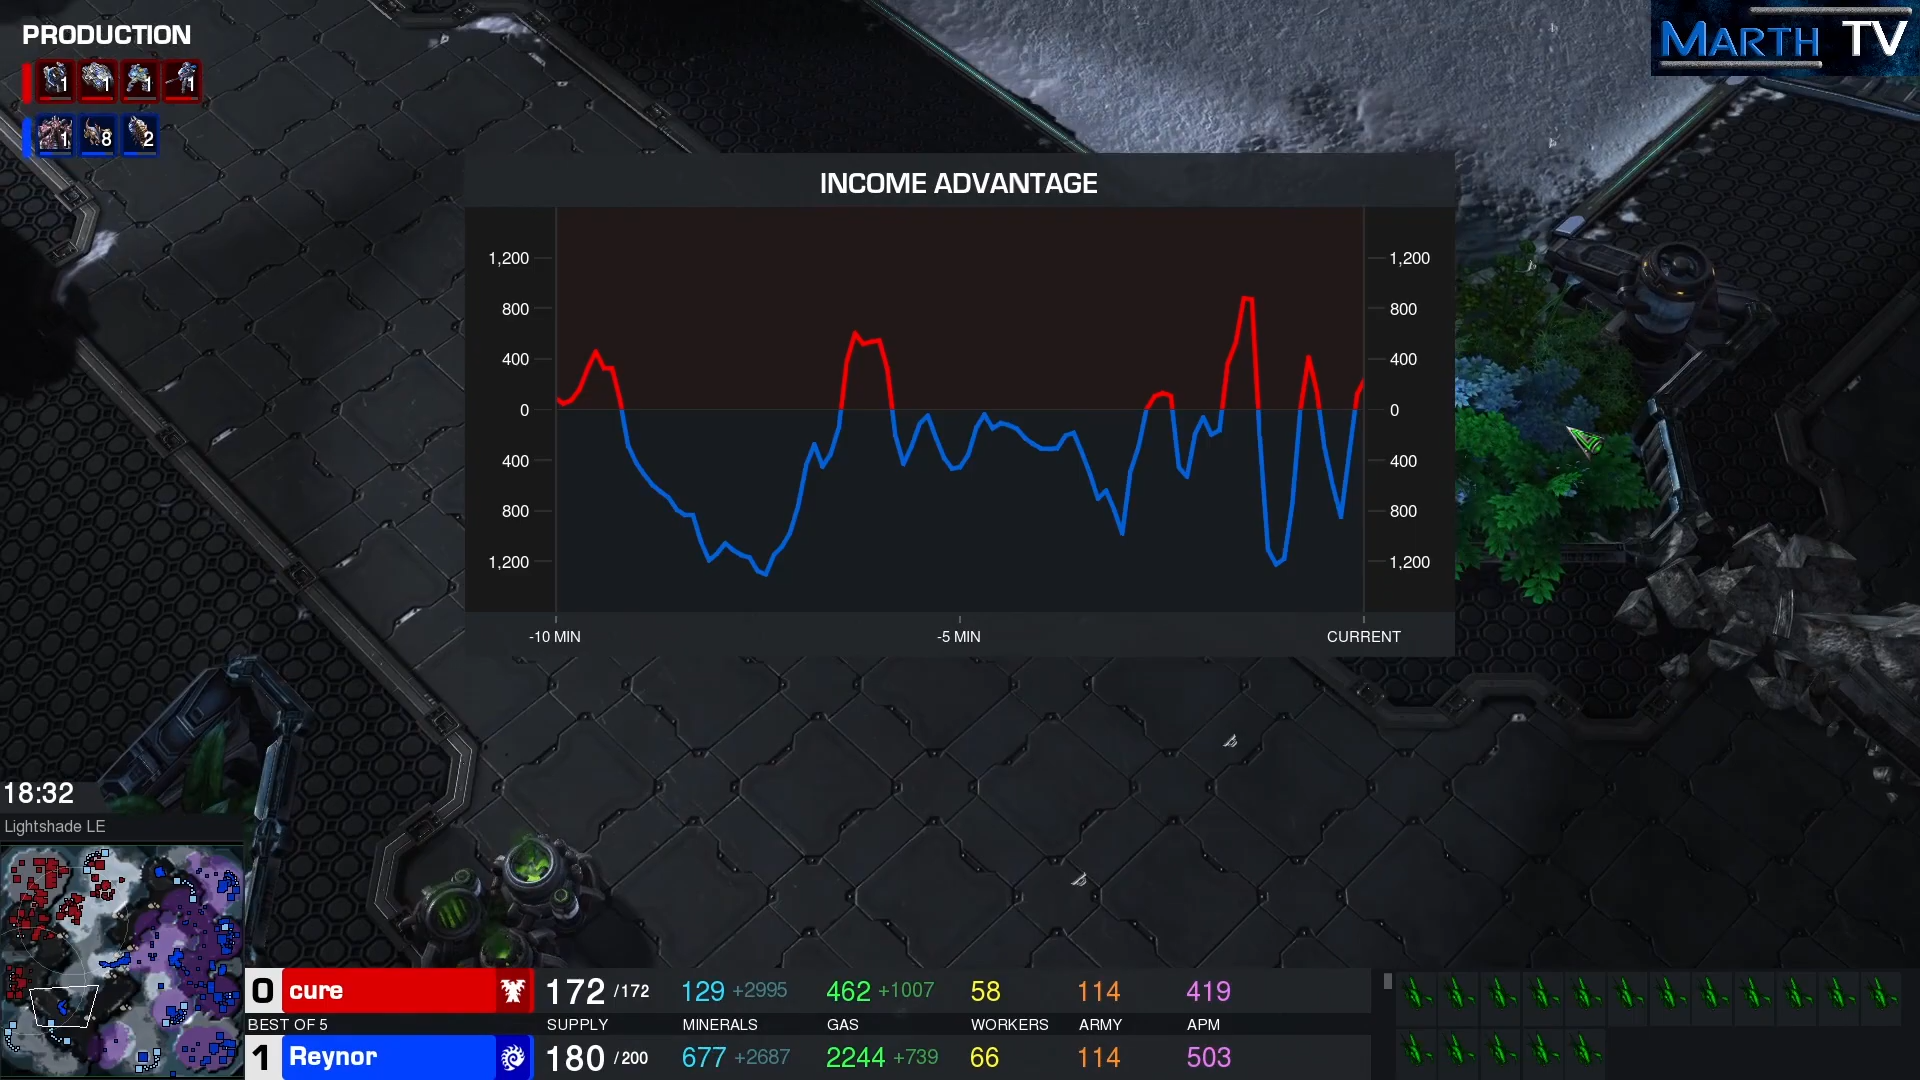 PRODUCTION
1 1 1 1
1 8 2
MARTH TV
INCOME ADVANTAGE
1,200 1,200
800 800
400 400
0 0
400 400
800 800
1,200 1,200
-10 MIN -5 MIN CURRENT
18:32
Lightshade LE
0 cure 172 /172 129 +2995 462 +1007 58 114 419
BEST OF 5 SUPPLY MINERALS GAS WORKERS ARMY APM
1 Reynor 180 /200 677 +2687 2244 +739 66 114 503